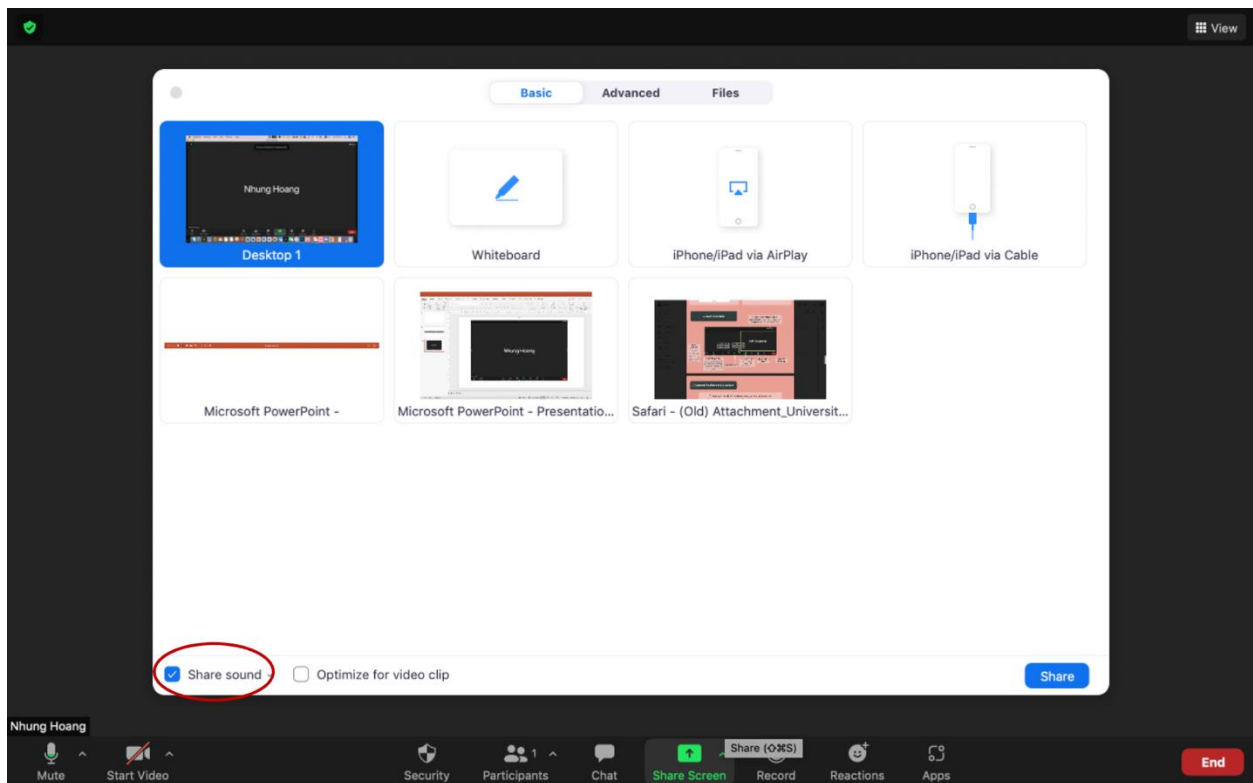 View
Basic Advanced Files
Nhung Hoang
Desktop 1 Whiteboard iPhone/iPad via AirPlay iPhone/iPad via Cable
Nhung Hoang
Microsoft PowerPoint - Microsoft PowerPoint - Presentatio... Safari - (Old) Attachment_Universit...
Share sound Optimize for video clip Share
Nhung Hoang
Share (⇧⌘S)
Mute Start Video Security Participants 1 Chat Share Screen Record Reactions Apps End